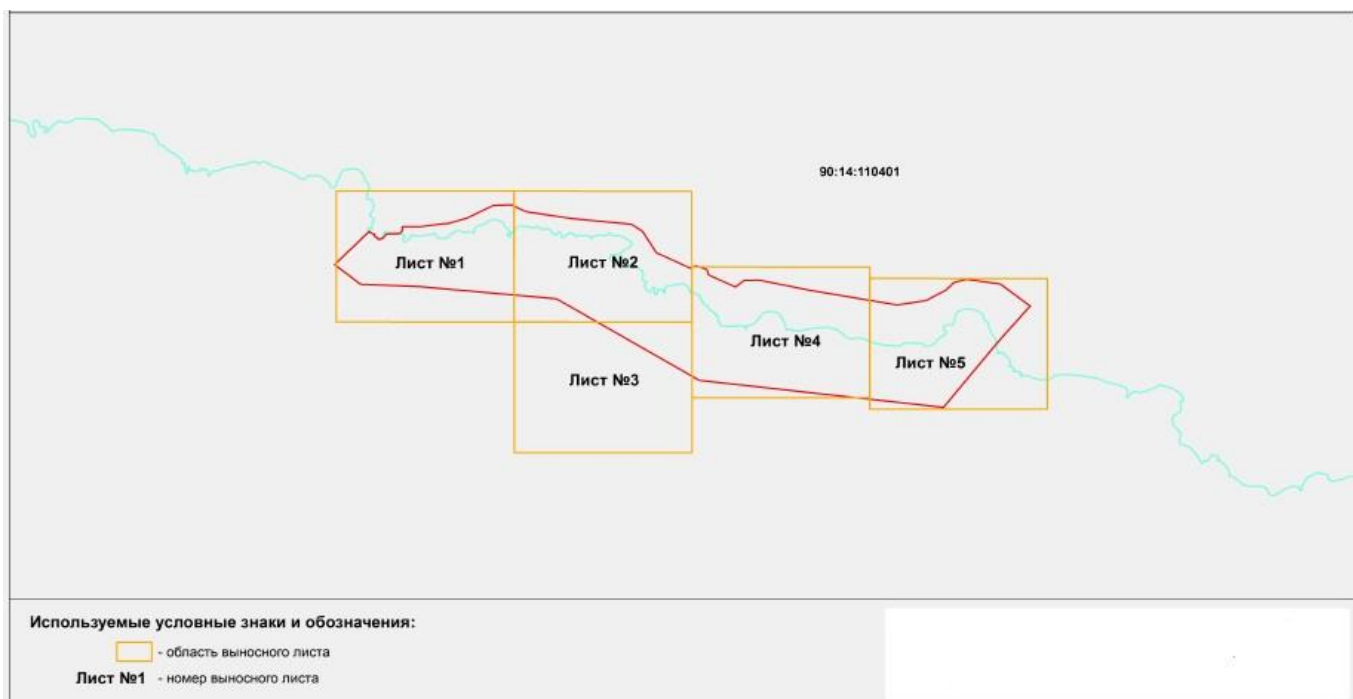 90:14:110401
Лист №1
Лист №2
Лист №4
Лист №5
Лист №3
Используемые условные знаки и обозначения:
- область выносного листа
Лист №1 - номер выносного листа